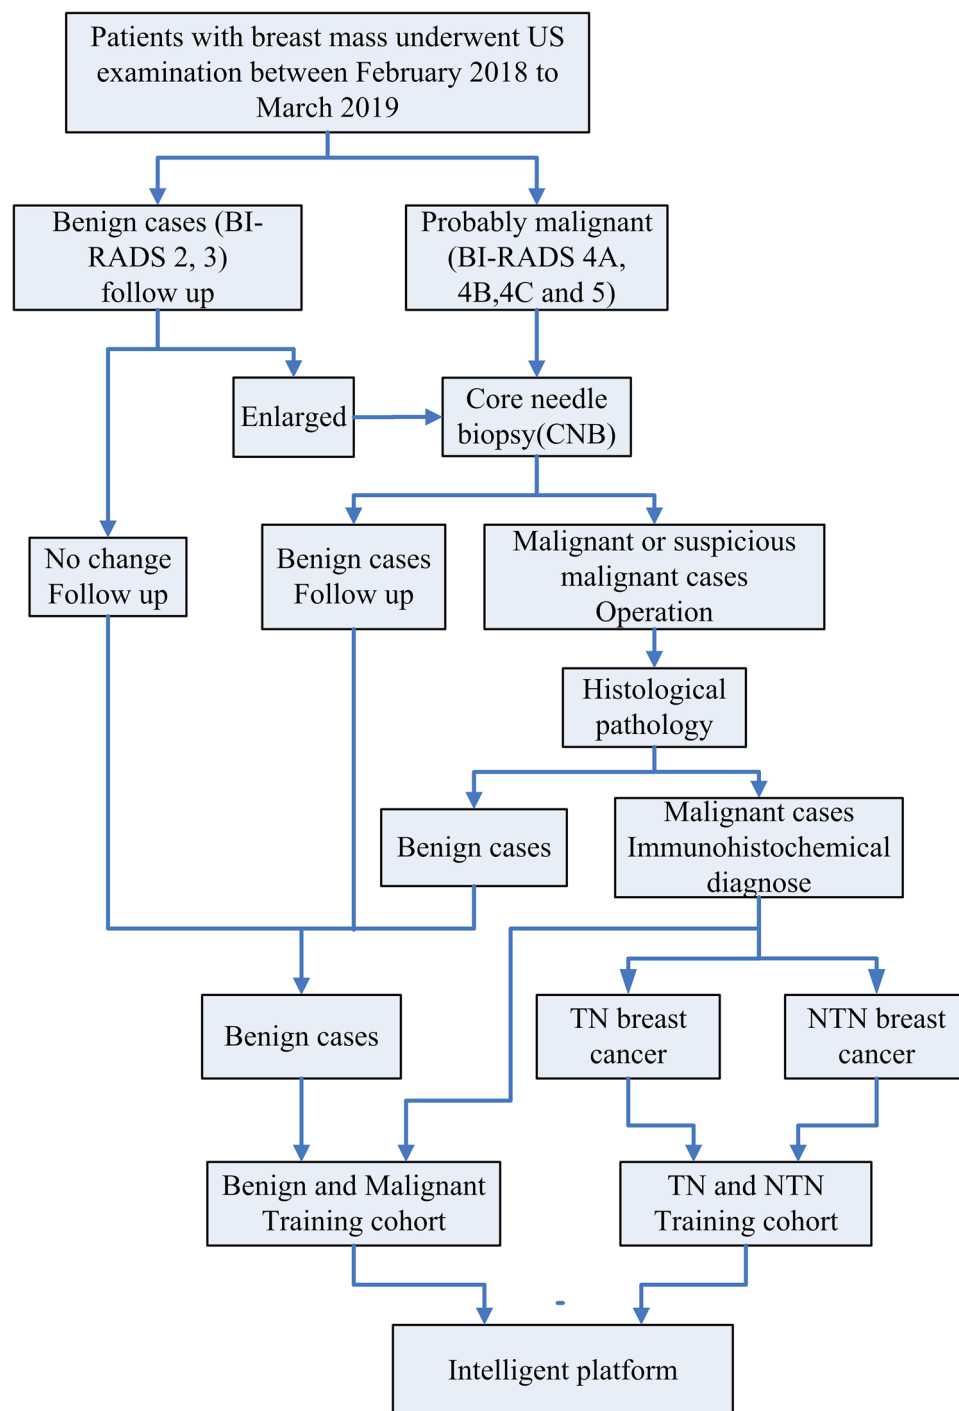 Patients with breast mass underwent US
examination between February 2018 to
March 2019
Benign cases (BI-
RADS 2, 3)
follow up
Probably malignant
(BI-RADS 4A,
4B,4C and 5)
Enlarged
Core needle
biopsy(CNB)
No change
Follow up
Benign cases
Follow up
Malignant or suspicious
malignant cases
Operation
Histological
pathology
Benign cases
Malignant cases
Immunohistochemical
diagnose
Benign cases
TN breast
cancer
NTN breast
cancer
Benign and Malignant
Training cohort
TN and NTN
Training cohort
Intelligent platform